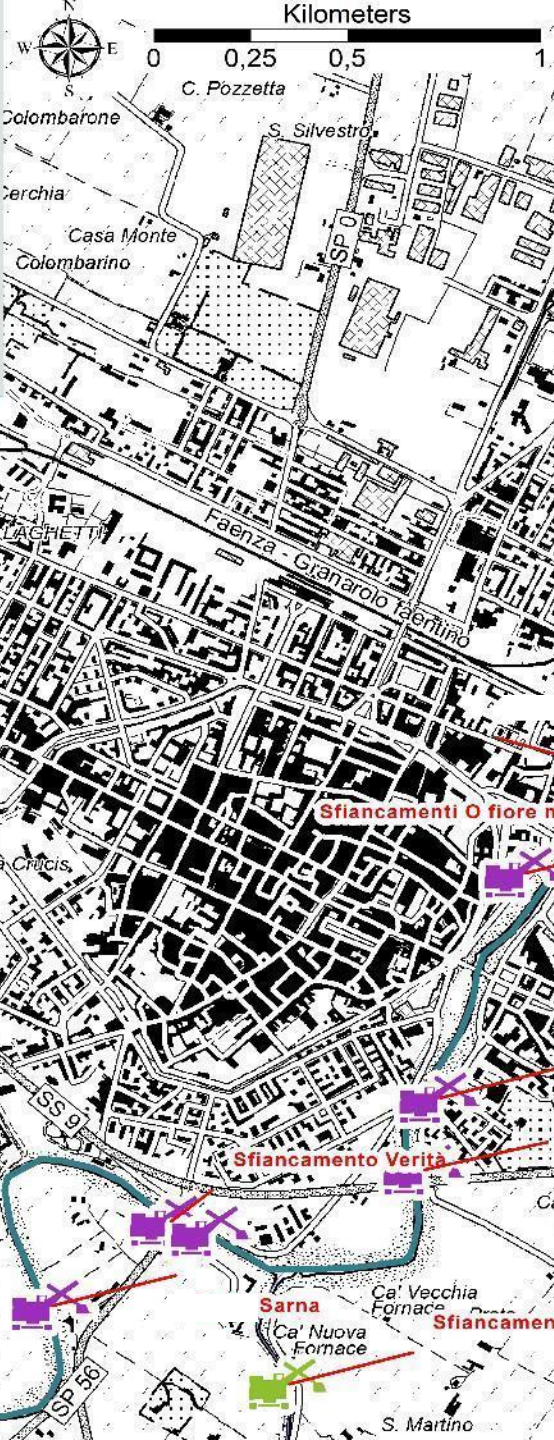 N
W E
S
Kilometers
0 0,25 0,5 1
C. Pozzetta
Colombarone
S. Silvestro
Cerchia
SP
Casa Monte
Colombarino
LAGHETTI
Faenza - Granarolo faentino
Sfiancamenti O fiore
Crucis
SS 9
Sfiancamento Verità
Ca' Vecchia
Fornace
Sarna
Sfiancamen
Ca' Nuova
Fornace
SP 56
S. Martino